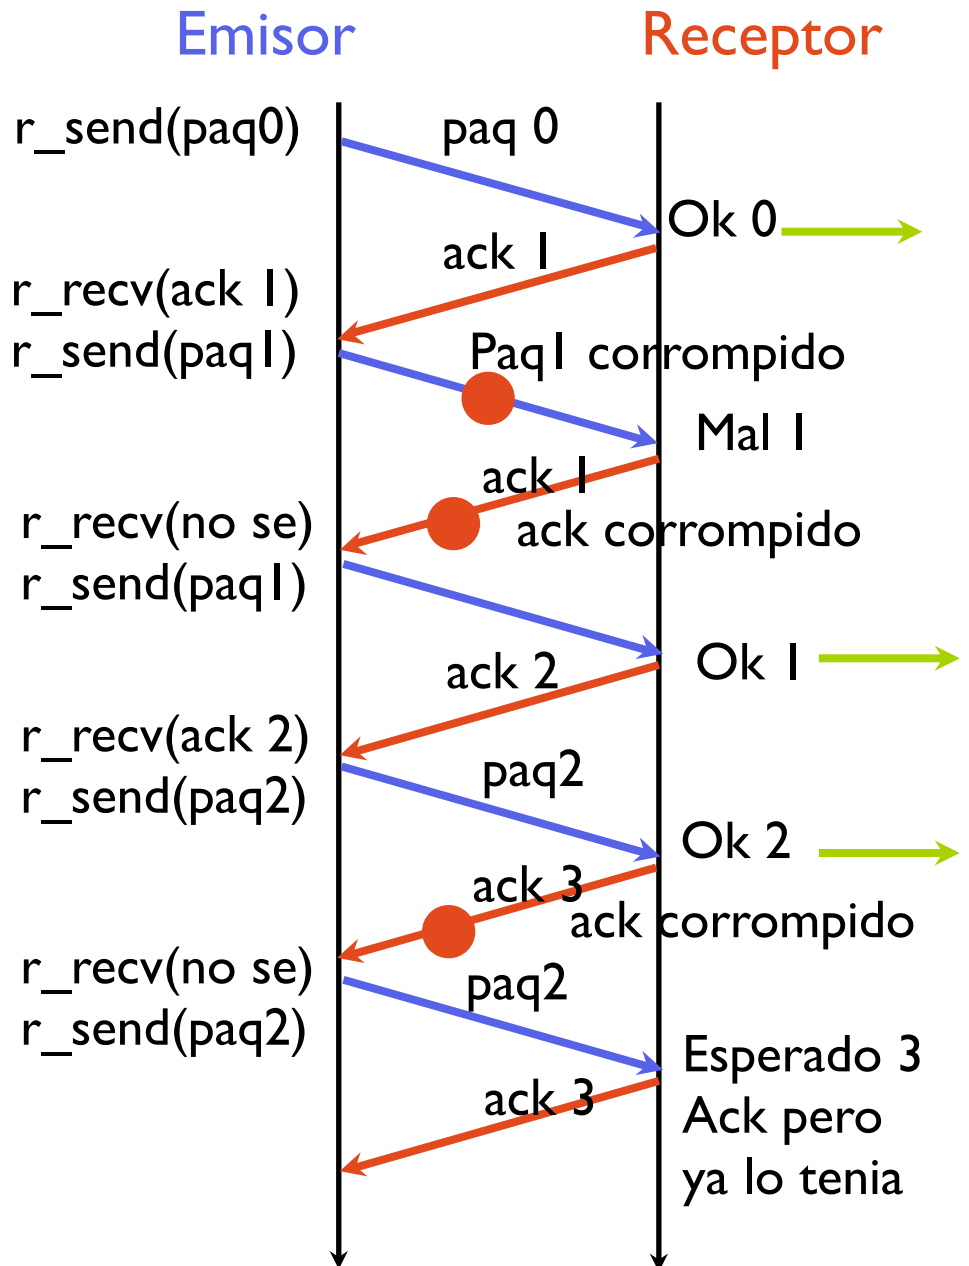 Emisor
Receptor
r_send(paq0)
paq 0
Ok 0
ack 1
r_recv(ack 1)
r_send(paq1)
Paq1 corrompido
Mal 1
ack 1
r_recv(no se)
ack corrompido
r_send(paq1)
Ok 1
ack 2
r_recv(ack 2)
r_send(paq2)
paq2
Ok 2
ack 3
ack corrompido
r_recv(no se)
paq2
r_send(paq2)
Esperado 3
ack 3
Ack pero
ya lo tenia